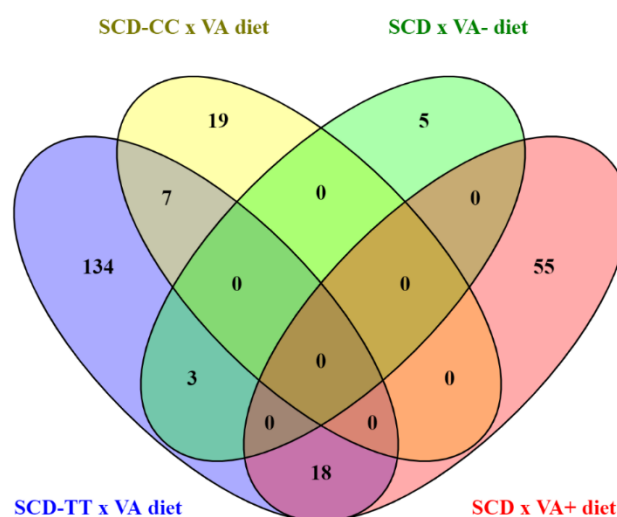 SCD-CC x VA diet SCD x VA- diet
19 5
7 0 0
134 0 0 55
0
3 0
0 0
18
SCD-TT x VA diet SCD x VA+ diet